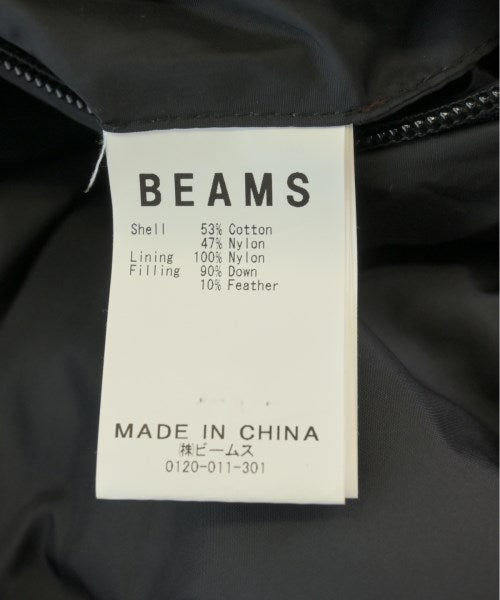 BEAMS
Shell 53% Cotton
47% Nylon
Lining 100% Nylon
Filling 90% Down
10% Feather
MADE IN CHINA
㈱ビームス
0120-011-301